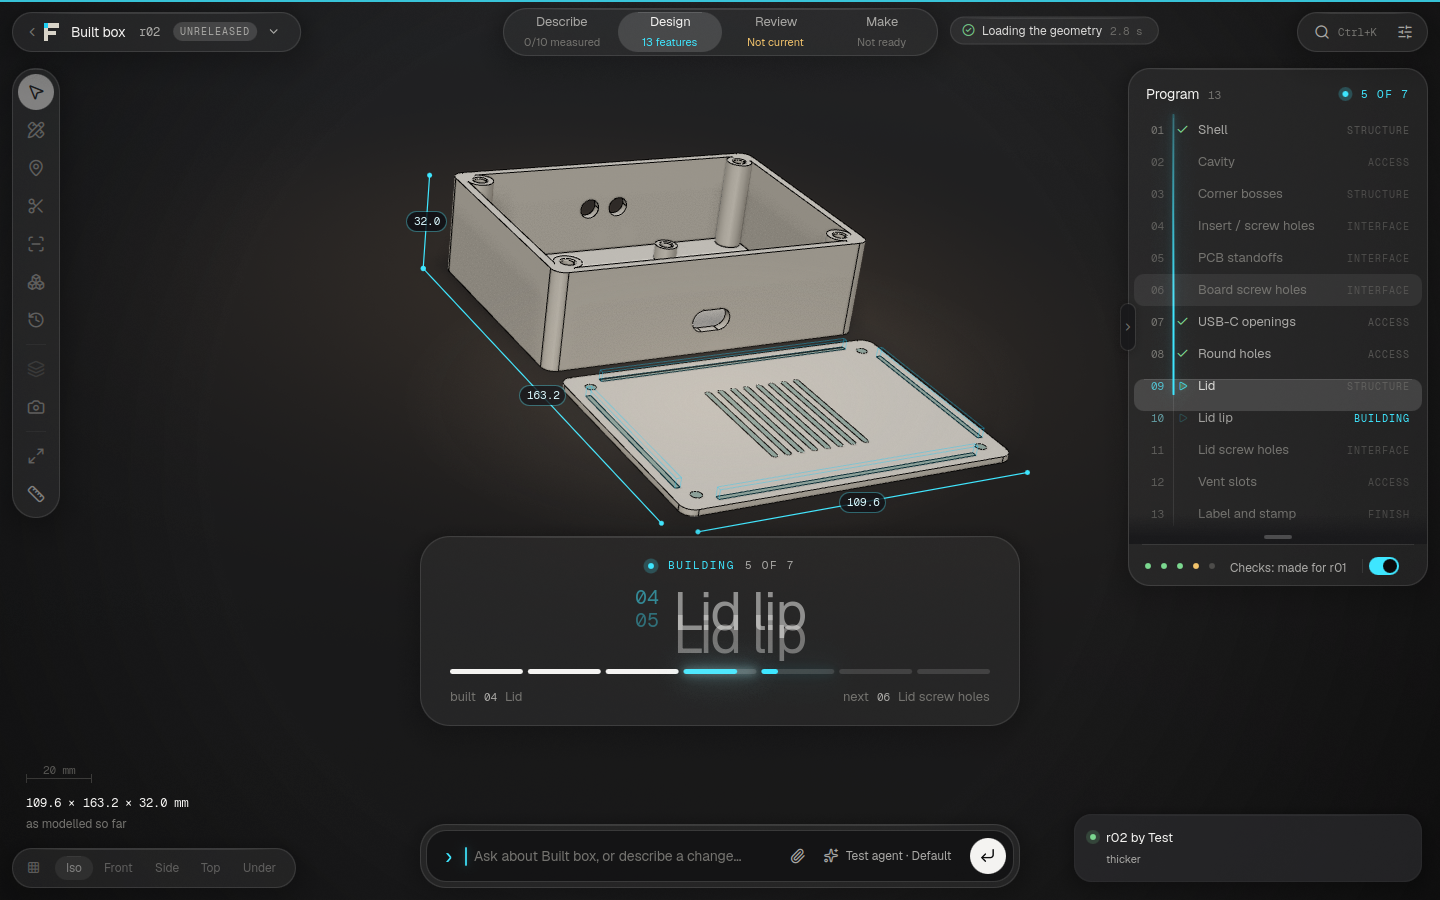 Built box r02 UNRELEASED
Describe
0/10 measured
Design
13 features
Review
Not current
Make
Not ready
Loading the geometry 2.8 s
Ctrl+K
Program 13
5 OF 7
01 Shell STRUCTURE
02 Cavity ACCESS
03 Corner bosses STRUCTURE
04 Insert / screw holes INTERFACE
05 PCB standoffs INTERFACE
06 Board screw holes INTERFACE
07 USB-C openings ACCESS
08 Round holes ACCESS
09 Lid STRUCTURE
10 Lid lip BUILDING
11 Lid screw holes INTERFACE
12 Vent slots ACCESS
13 Label and stamp FINISH
Checks: made for r01
32.0
163.2
109.6
BUILDING 5 OF 7
04 Lid lip
05 Lid lip
built 04 Lid
next 06 Lid screw holes
20 mm
109.6 × 163.2 × 32.0 mm
as modelled so far
Iso Front Side Top Under
Ask about Built box, or describe a change...
Test agent · Default
r02 by Test
thicker